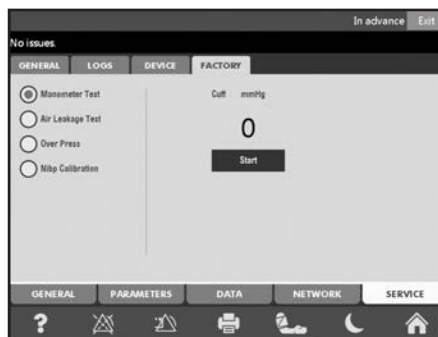 In advance Exit
No issues.
GENERAL LOGS DEVICE FACTORY
Manometer Test
Air Leakage Test
Over Press
Nibp Calibration
Cuff mmHg
0
Start
GENERAL PARAMETERS DATA NETWORK SERVICE
?